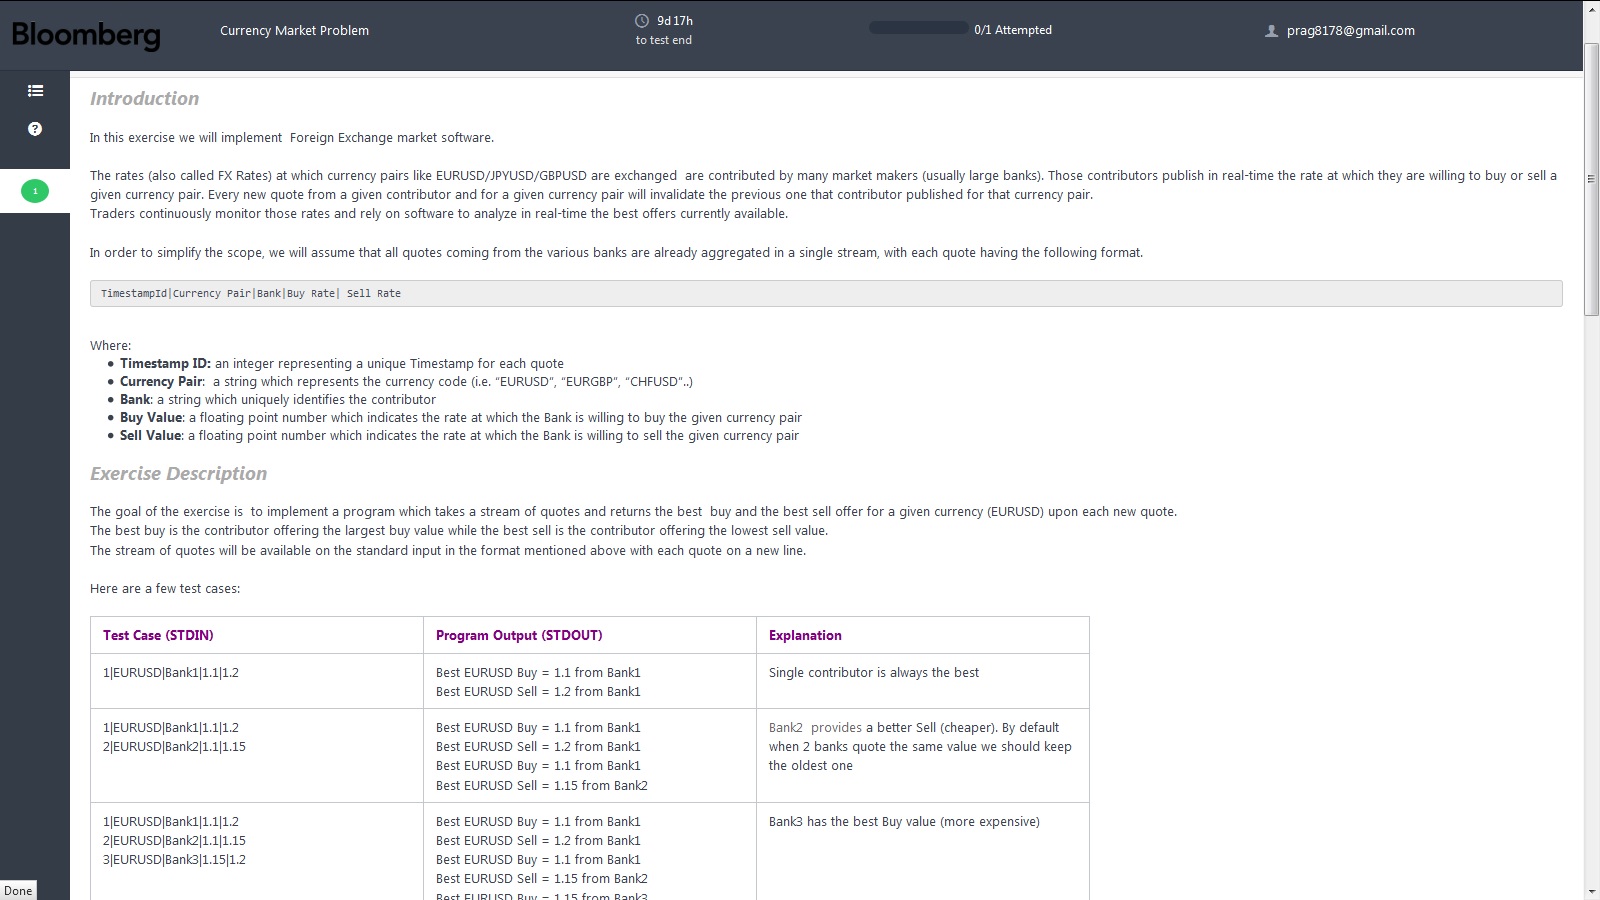 Bloomberg
Currency Market Problem
9d 17h
to test end
0/1 Attempted
prag8178@gmail.com
?
1
Introduction
In this exercise we will implement  Foreign Exchange market software.
The rates (also called FX Rates) at which currency pairs like EURUSD/JPYUSD/GBPUSD are exchanged  are contributed by many market makers (usually large banks). Those contributors publish in real-time the rate at which they are willing to buy or sell a
given currency pair. Every new quote from a given contributor and for a given currency pair will invalidate the previous one that contributor published for that currency pair.
Traders continuously monitor those rates and rely on software to analyze in real-time the best offers currently available.
In order to simplify the scope, we will assume that all quotes coming from the various banks are already aggregated in a single stream, with each quote having the following format.
TimestampId|Currency Pair|Bank|Buy Rate| Sell Rate
Where:
• Timestamp ID: an integer representing a unique Timestamp for each quote
• Currency Pair:  a string which represents the currency code (i.e. “EURUSD”, “EURGBP”, “CHFUSD”..)
• Bank: a string which uniquely identifies the contributor
• Buy Value: a floating point number which indicates the rate at which the Bank is willing to buy the given currency pair
• Sell Value: a floating point number which indicates the rate at which the Bank is willing to sell the given currency pair
Exercise Description
The goal of the exercise is  to implement a program which takes a stream of quotes and returns the best  buy and the best sell offer for a given currency (EURUSD) upon each new quote.
The best buy is the contributor offering the largest buy value while the best sell is the contributor offering the lowest sell value.
The stream of quotes will be available on the standard input in the format mentioned above with each quote on a new line.
Here are a few test cases:
Test Case (STDIN)
Program Output (STDOUT)
Explanation
1|EURUSD|Bank1|1.1|1.2
Best EURUSD Buy = 1.1 from Bank1
Best EURUSD Sell = 1.2 from Bank1
Single contributor is always the best
1|EURUSD|Bank1|1.1|1.2
2|EURUSD|Bank2|1.1|1.15
Best EURUSD Buy = 1.1 from Bank1
Best EURUSD Sell = 1.2 from Bank1
Best EURUSD Buy = 1.1 from Bank1
Best EURUSD Sell = 1.15 from Bank2
Bank2  provides a better Sell (cheaper). By default
when 2 banks quote the same value we should keep
the oldest one
1|EURUSD|Bank1|1.1|1.2
2|EURUSD|Bank2|1.1|1.15
3|EURUSD|Bank3|1.15|1.2
Best EURUSD Buy = 1.1 from Bank1
Best EURUSD Sell = 1.2 from Bank1
Best EURUSD Buy = 1.1 from Bank1
Best EURUSD Sell = 1.15 from Bank2
Best EURUSD Buy = 1.15 from Bank3
Bank3 has the best Buy value (more expensive)
Done